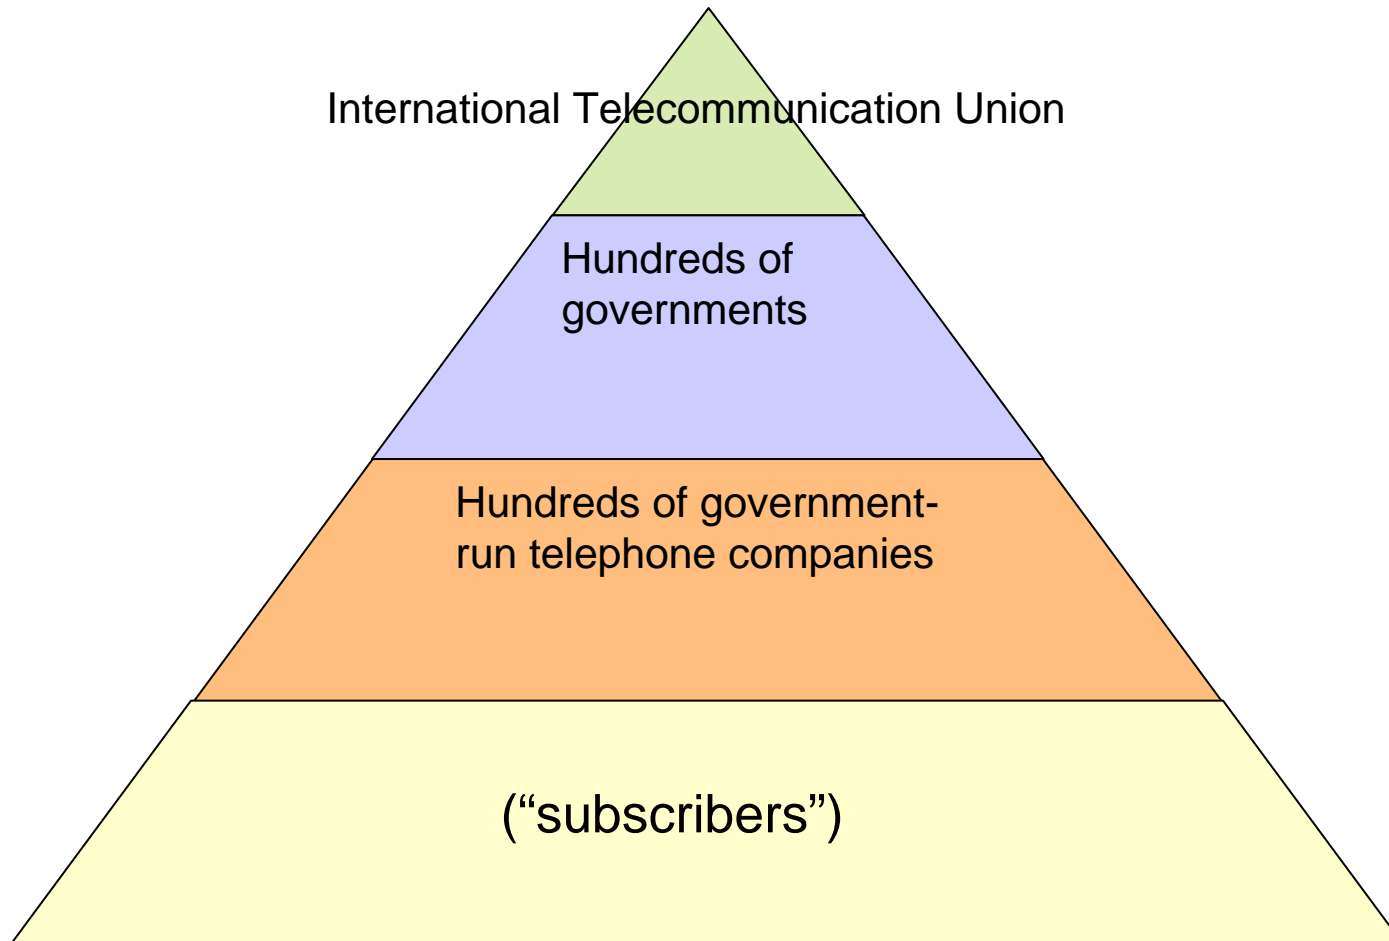 International Telecommunication Union
Hundreds of
governments
Hundreds of government-
run telephone companies
(“subscribers”)